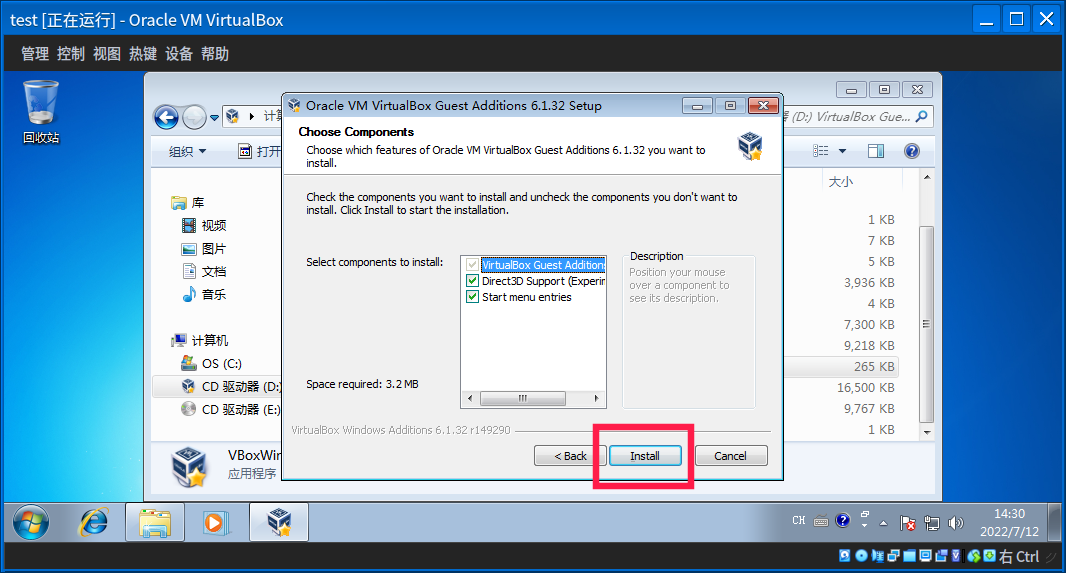 test [正在运行] - Oracle VM VirtualBox
管理 控制 视图 热键 设备 帮助
回收站
(D:) VirtualBox Gue...
组织
大小
库
视频
图片
文档
音乐
计算机
OS (C:)
CD 驱动器 (D:)
CD 驱动器 (E:)
1 KB
7 KB
5 KB
3,936 KB
4 KB
7,300 KB
9,218 KB
265 KB
16,500 KB
9,767 KB
1 KB
VBoxWin
应用程序
Oracle VM VirtualBox Guest Additions 6.1.32 Setup
Choose Components
Choose which features of Oracle VM VirtualBox Guest Additions 6.1.32 you want to
install.
Check the components you want to install and uncheck the components you don't want to
install. Click Install to start the installation.
Select components to install:
VirtualBox Guest Additions
Direct3D Support (Experin
Start menu entries
Description
Position your mouse
over a component to
see its description.
Space required: 3.2 MB
VirtualBox Windows Additions 6.1.32 r149290
< Back
Install
Cancel
CH
14:30
2022/7/12
右 Ctrl